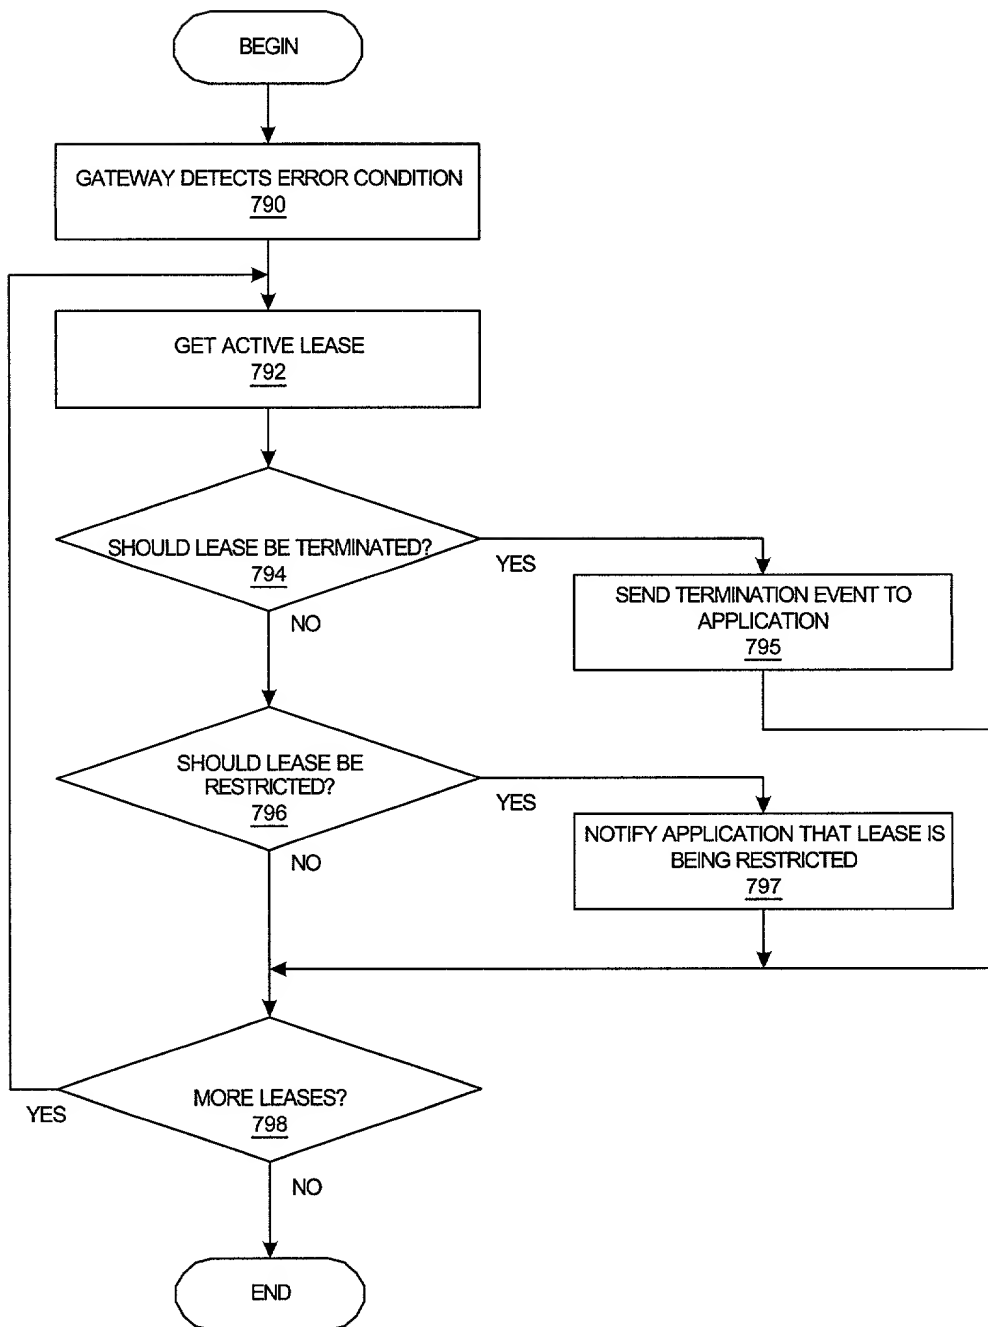 BEGIN
GATEWAY DETECTS ERROR CONDITION
790
GET ACTIVE LEASE
792
SHOULD LEASE BE TERMINATED?
794
YES
NO
SEND TERMINATION EVENT TO
APPLICATION
795
SHOULD LEASE BE
RESTRICTED?
796
YES
NO
NOTIFY APPLICATION THAT LEASE IS
BEING RESTRICTED
797
MORE LEASES?
798
YES
NO
END